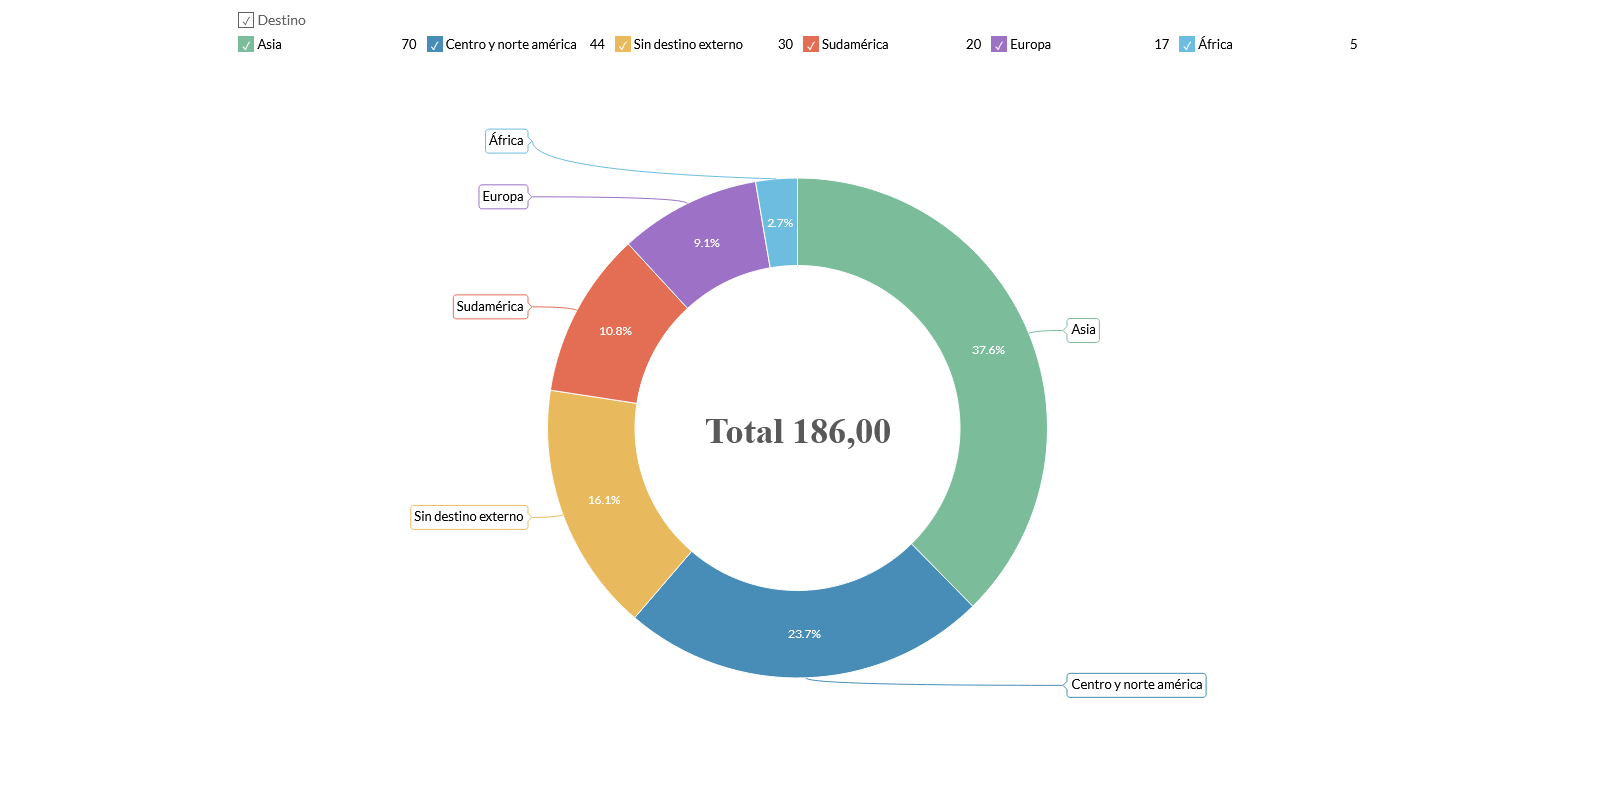 Destino
Asia 70 Centro y norte américa 44 Sin destino externo 30 Sudamérica 20 Europa 17 África 5
África
Europa
2.7%
9.1%
Sudamérica
10.8%
Asia
37.6%
Total 186,00
16.1%
Sin destino externo
23.7%
Centro y norte américa